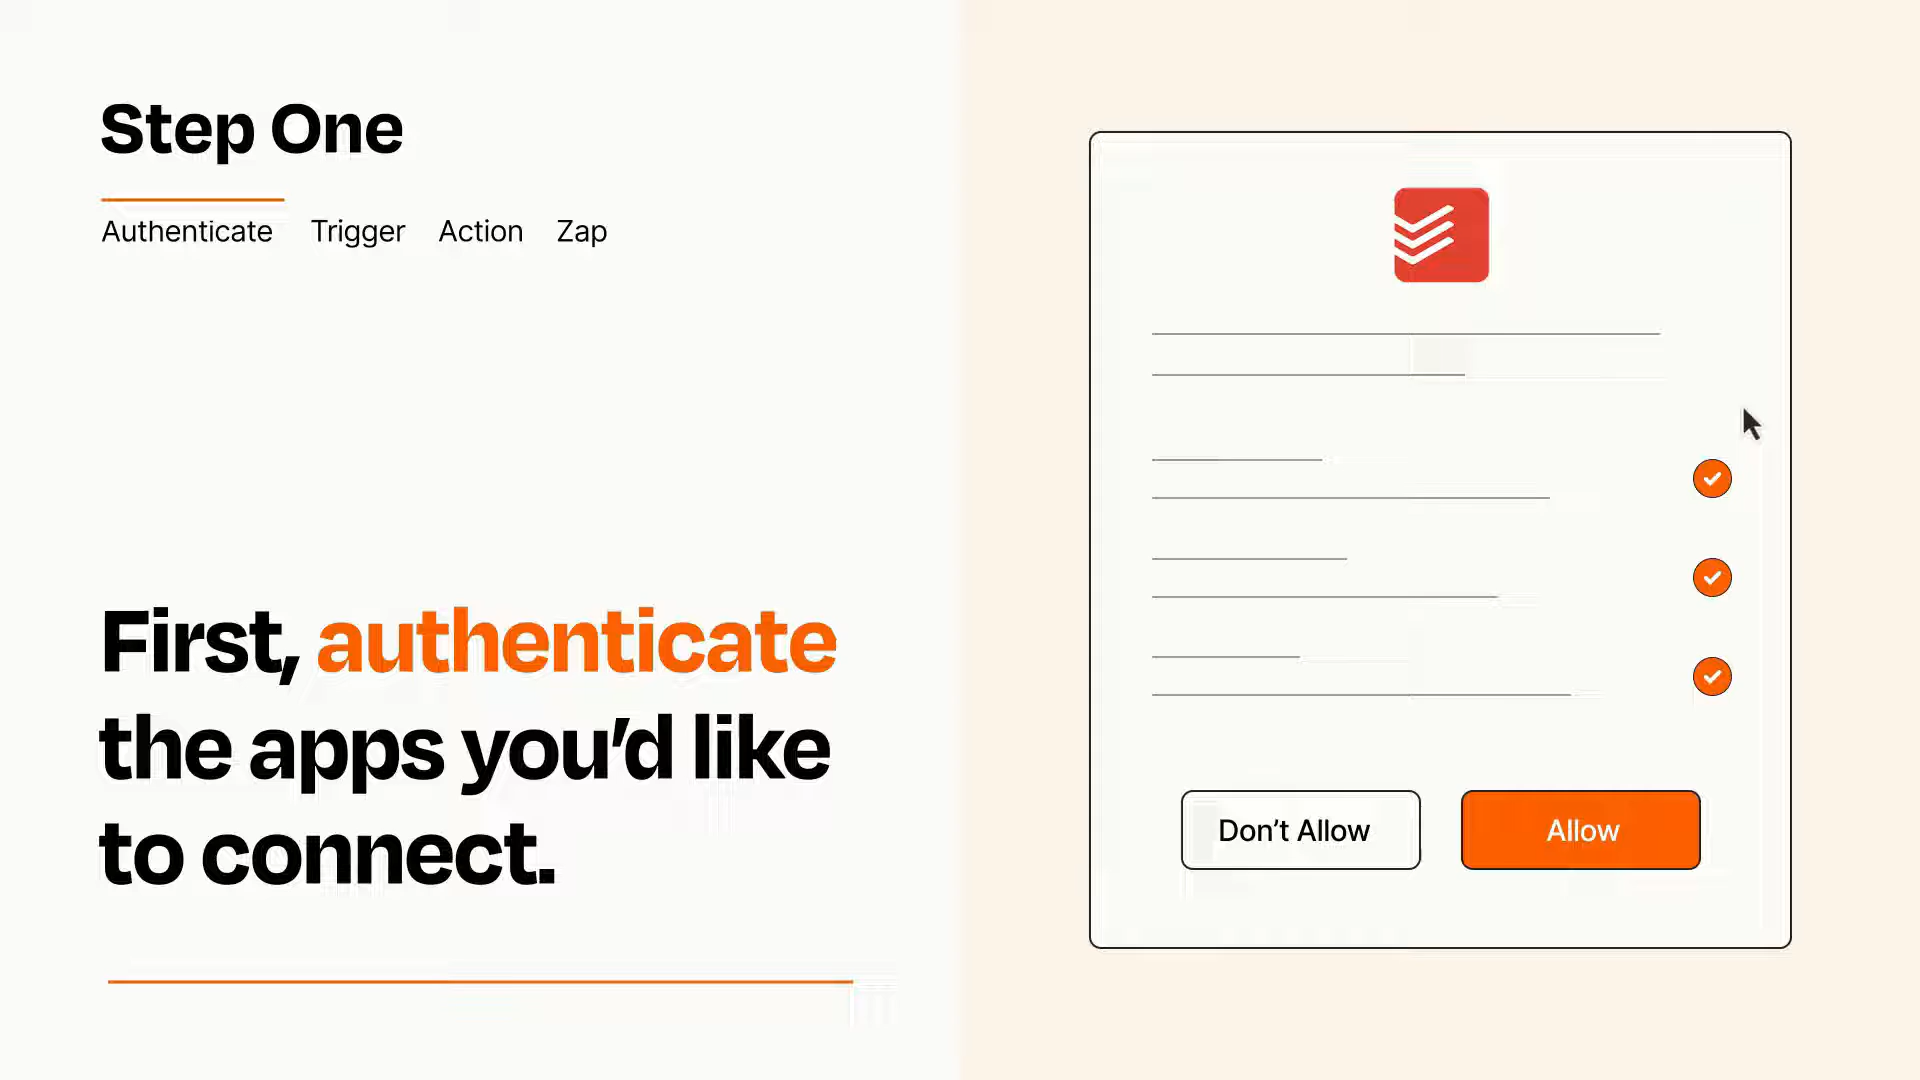 Step One
Authenticate Trigger Action Zap
First, authenticate
the apps you’d like
to connect.
Don’t Allow
Allow